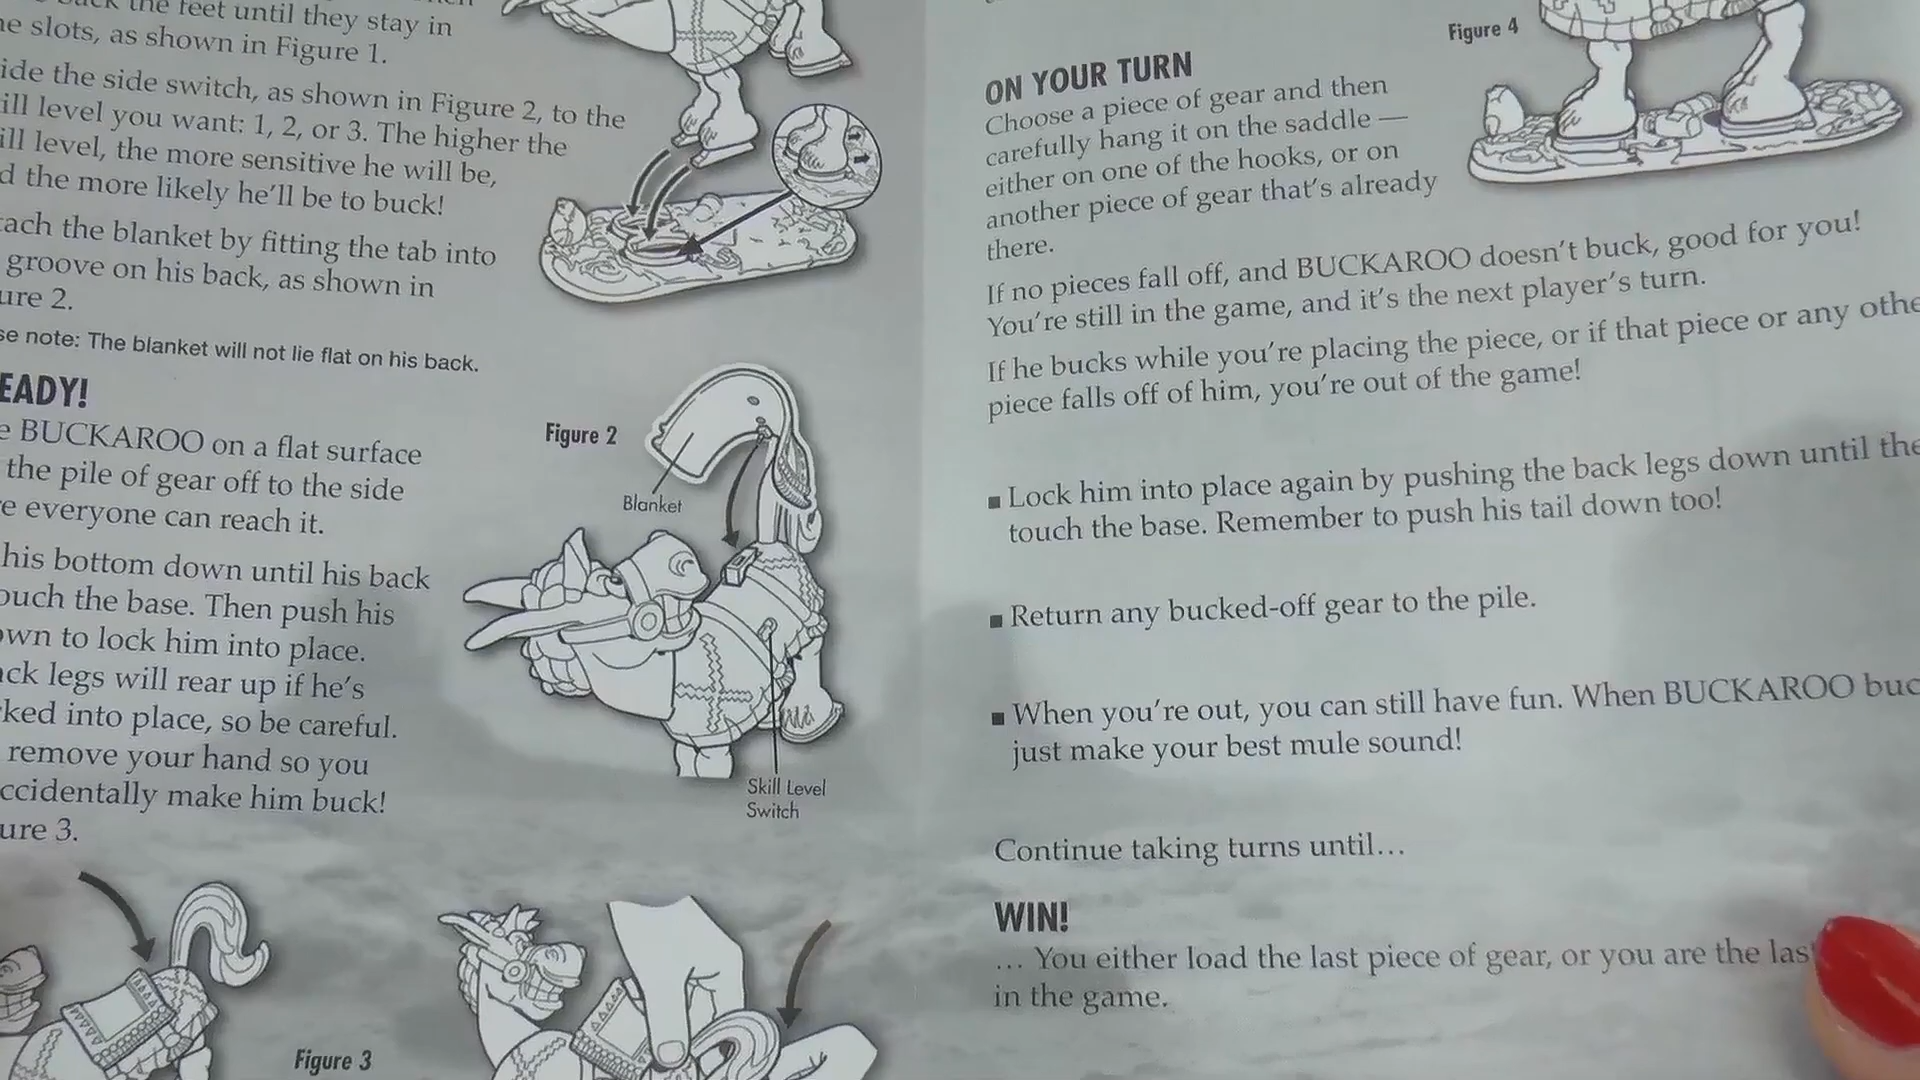 the feet until they stay in
slots, as shown in Figure 1.
the side switch, as shown in Figure 2, to the
level you want: 1, 2, or 3. The higher the
level, the more sensitive he will be,
the more likely he'll be to buck!
the blanket by fitting the tab into
groove on his back, as shown in
2.
note: The blanket will not lie flat on his back.
EADY!
BUCKAROO on a flat surface
the pile of gear off to the side
everyone can reach it.
his bottom down until his back
touch the base. Then push his
down to lock him into place.
legs will rear up if he's
into place, so be careful.
remove your hand so you
accidentally make him buck!
3.
Figure 2
Blanket
Skill Level
Switch
Figure 3
Figure 4
ON YOUR TURN
Choose a piece of gear and then
carefully hang it on the saddle —
either on one of the hooks, or on
another piece of gear that's already
there.
If no pieces fall off, and BUCKAROO doesn't buck, good for you!
You're still in the game, and it's the next player's turn.
If he bucks while you're placing the piece, or if that piece or any othe
piece falls off of him, you're out of the game!
▪ Lock him into place again by pushing the back legs down until the
touch the base. Remember to push his tail down too!
▪ Return any bucked-off gear to the pile.
▪ When you're out, you can still have fun. When BUCKAROO buc
just make your best mule sound!
Continue taking turns until...
WIN!
... You either load the last piece of gear, or you are the las
in the game.